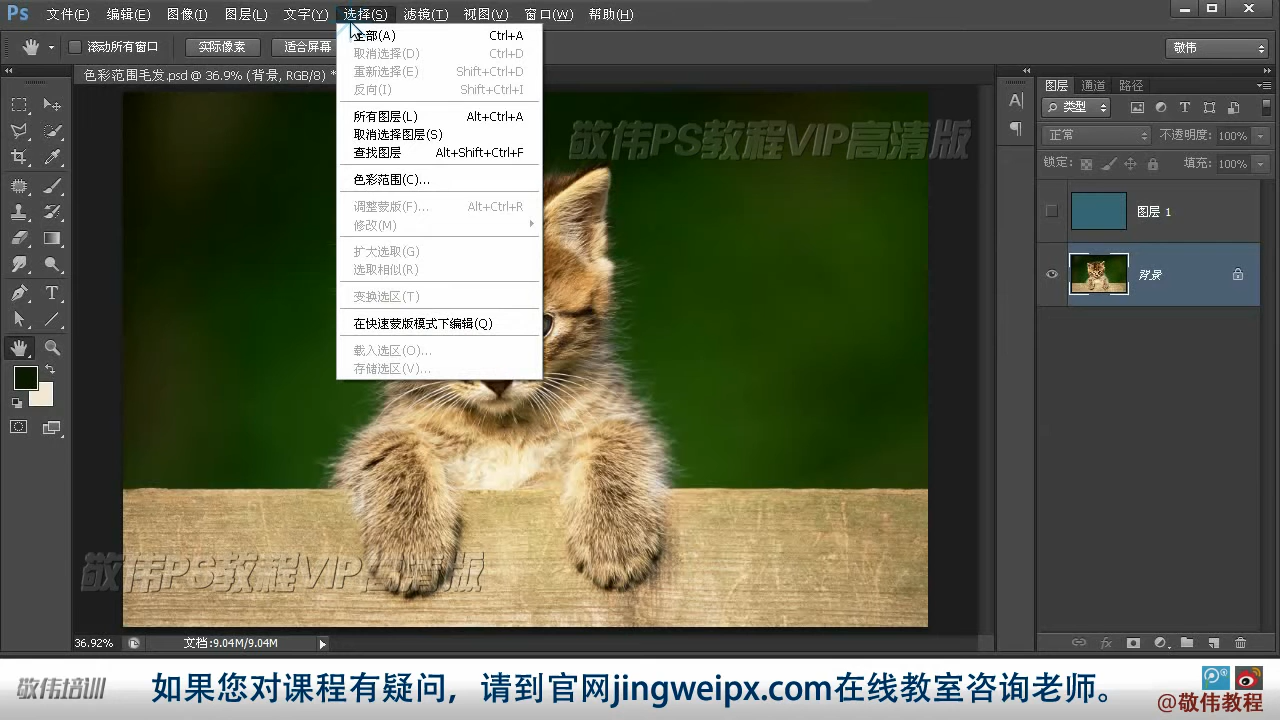 Ps 文件(F) 编辑(E) 图像(I) 图层(L) 文字(Y) 选择(S) 滤镜(T) 视图(V) 窗口(W) 帮助(H)
滚动所有窗口 实际像素 适合屏幕 敬伟
色彩范围毛发.psd @ 36.9% (背景, RGB/8) *
全部(A) Ctrl+A
取消选择(D) Ctrl+D
重新选择(E) Shift+Ctrl+D
反向(I) Shift+Ctrl+I
所有图层(L) Alt+Ctrl+A
取消选择图层(S)
查找图层 Alt+Shift+Ctrl+F
色彩范围(C)...
调整蒙版(F)... Alt+Ctrl+R
修改(M)
扩大选取(G)
选取相似(R)
变换选区(T)
在快速蒙版模式下编辑(Q)
载入选区(O)...
存储选区(V)...
敬伟PS教程VIP高清版
敬伟PS教程VIP高清版
图层 通道 路径
类型
正常 不透明度: 100%
锁定: 填充: 100%
图层 1
背景
36.92% 文档:9.04M/9.04M
敬伟培训
如果您对课程有疑问，请到官网jingweipx.com在线教室咨询老师。
@敬伟教程